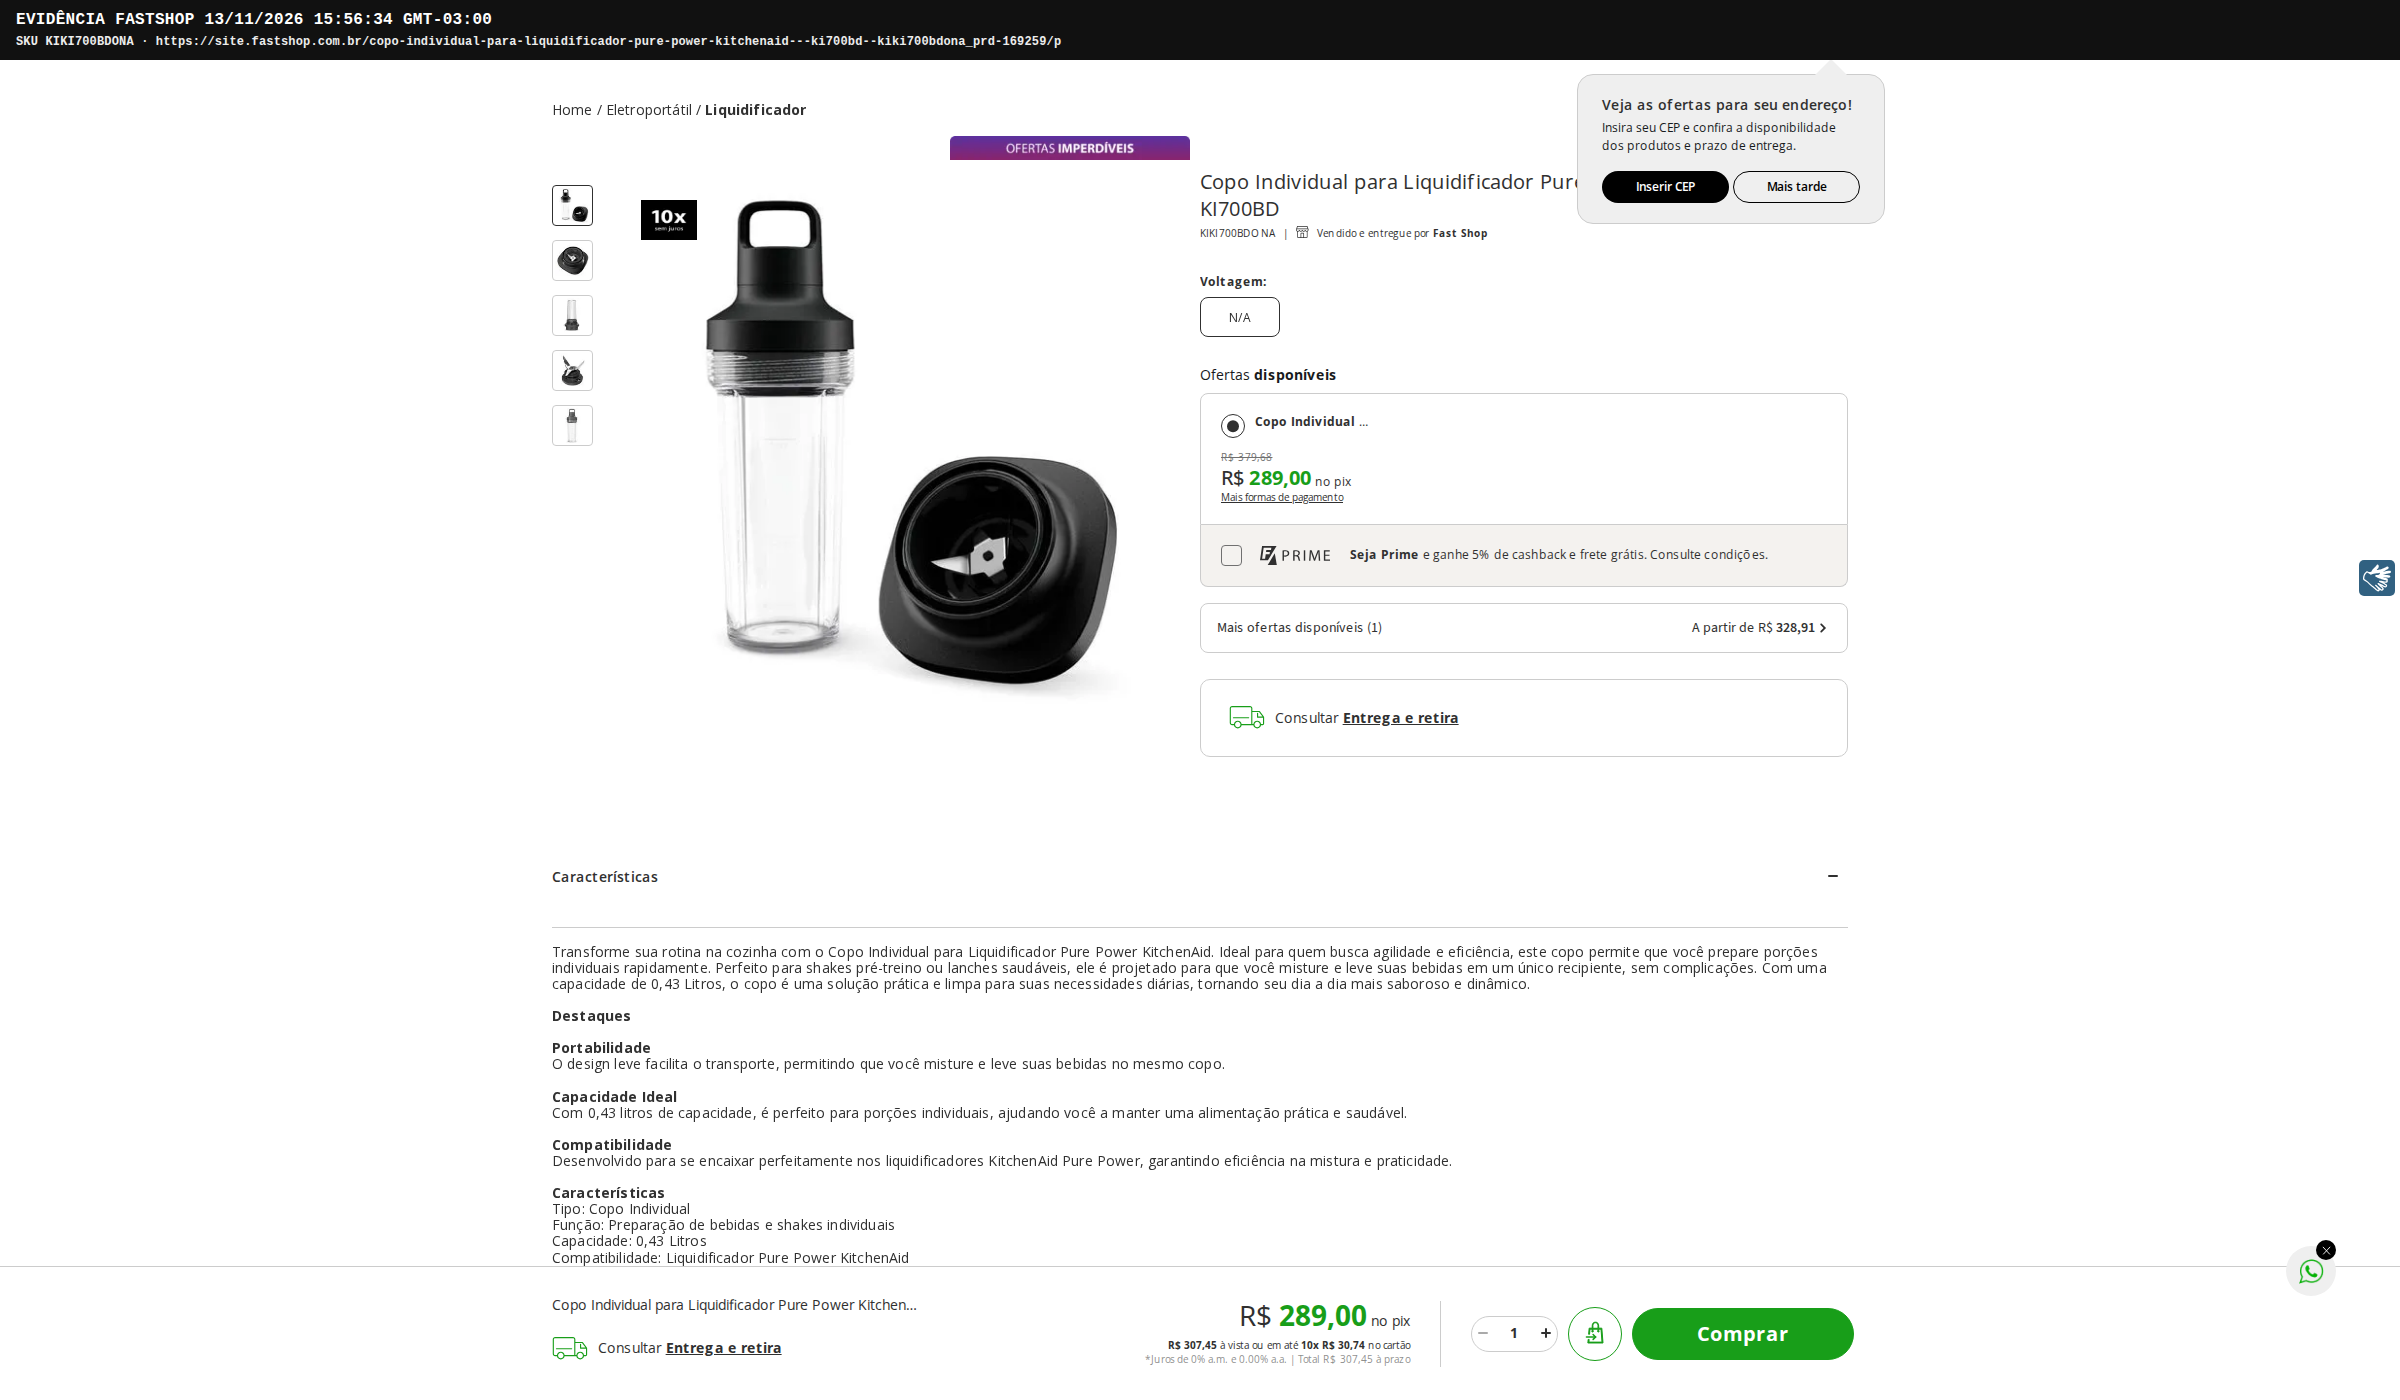 EVIDÊNCIA FASTSHOP 13/11/2026 15:56:34 GMT-03:00
SKU KIKI700BDONA · https://site.fastshop.com.br/copo-individual-para-liquidificador-pure-power-kitchenaid---ki700bd--kiki700bdona_prd-169259/p
Veja as ofertas para seu endereço!
Insira seu CEP e confira a disponibilidade
dos produtos e prazo de entrega.
Inserir CEP
Mais tarde
Home / Eletroportátil / Liquidificador
OFERTAS IMPERDÍVEIS
10x
sem juros
Copo Individual para Liquidificador Pure
KI700BD
KIKI700BDONA | Vendido e entregue por Fast Shop
Voltagem:
N/A
Ofertas disponíveis
Copo Individual ...
R$ 379,68
R$ 289,00 no pix
Mais formas de pagamento
PRIME Seja Prime e ganhe 5% de cashback e frete grátis. Consulte condições.
Mais ofertas disponíveis (1) A partir de R$ 328,91
Consultar Entrega e retira
Características
Transforme sua rotina na cozinha com o Copo Individual para Liquidificador Pure Power KitchenAid. Ideal para quem busca agilidade e eficiência, este copo permite que você prepare porções
individuais rapidamente. Perfeito para shakes pré-treino ou lanches saudáveis, ele é projetado para que você misture e leve suas bebidas em um único recipiente, sem complicações. Com uma
capacidade de 0,43 Litros, o copo é uma solução prática e limpa para suas necessidades diárias, tornando seu dia a dia mais saboroso e dinâmico.
Destaques
Portabilidade
O design leve facilita o transporte, permitindo que você misture e leve suas bebidas no mesmo copo.
Capacidade Ideal
Com 0,43 litros de capacidade, é perfeito para porções individuais, ajudando você a manter uma alimentação prática e saudável.
Compatibilidade
Desenvolvido para se encaixar perfeitamente nos liquidificadores KitchenAid Pure Power, garantindo eficiência na mistura e praticidade.
Características
Tipo: Copo Individual
Função: Preparação de bebidas e shakes individuais
Capacidade: 0,43 Litros
Compatibilidade: Liquidificador Pure Power KitchenAid
Copo Individual para Liquidificador Pure Power Kitchen...
Consultar Entrega e retira
R$ 289,00 no pix
R$ 307,45 à vista ou em até 10x R$ 30,74 no cartão
*Juros de 0% a.m. e 0.00% a.a. | Total R$ 307,45 à prazo
− 1 +
Comprar